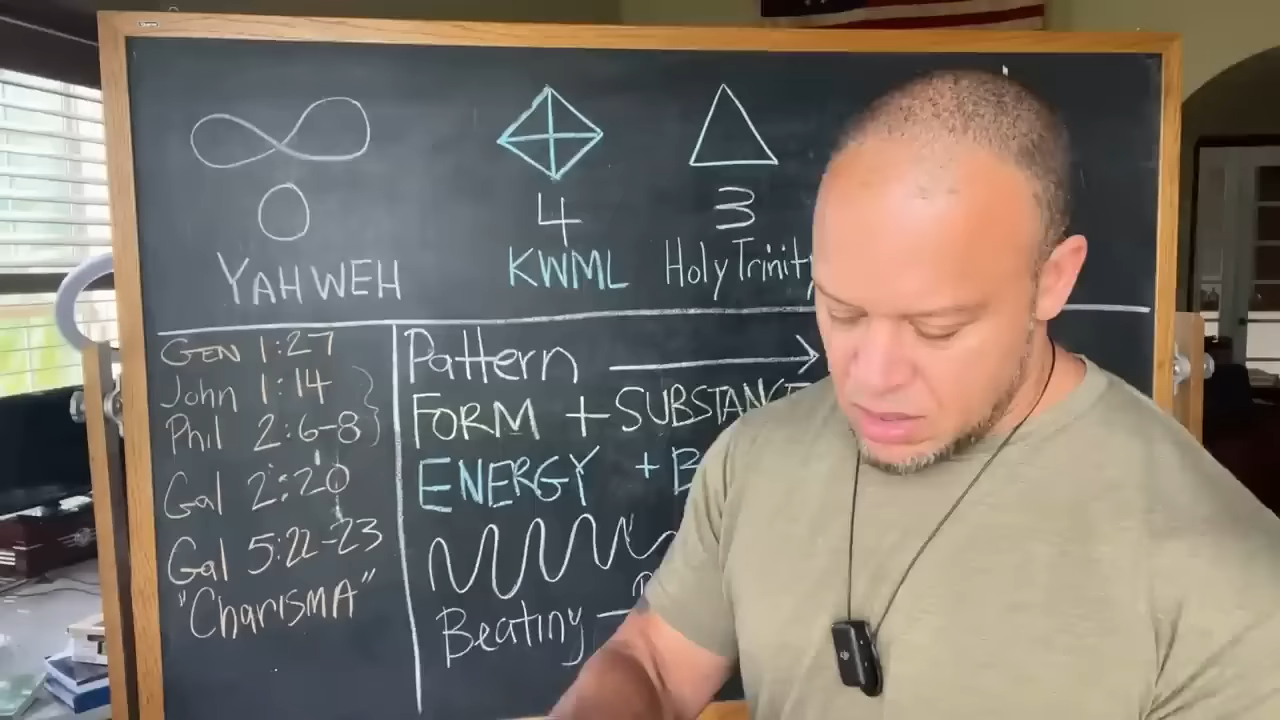 0
YAHWEH
4
KWML
3
Holy Trinity
GEN 1:27
John 1:14
Phil 2:6-8
Gal 2:20
Gal 5:22-23
"CharismA"
Pattern
FORM + SUBSTANCE
ENERGY +
Beating